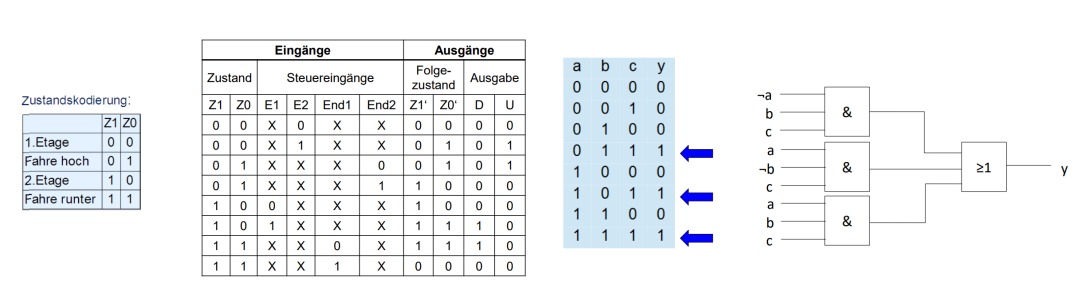 Zustandskodierung:
Z1 Z0
1.Etage 0 0
Fahre hoch 0 1
2.Etage 1 0
Fahre runter 1 1
Eingänge Ausgänge
Zustand Steuereingänge Folge-zustand Ausgabe
Z1 Z0 E1 E2 End1 End2 Z1‘ Z0‘ D U
0 0 X 0 X X 0 0 0 0
0 0 X 1 X X 0 1 0 1
0 1 X X X 0 0 1 0 1
0 1 X X X 1 1 0 0 0
1 0 0 X X X 1 0 0 0
1 0 1 X X X 1 1 1 0
1 1 X X 0 X 1 1 1 0
1 1 X X 1 X 0 0 0 0
a b c y
0 0 0 0
0 0 1 0
0 1 0 0
0 1 1 1
1 0 0 0
1 0 1 1
1 1 0 0
1 1 1 1
¬a
b
c
&
a
¬b
c
&
a
b
c
&
≥1
y